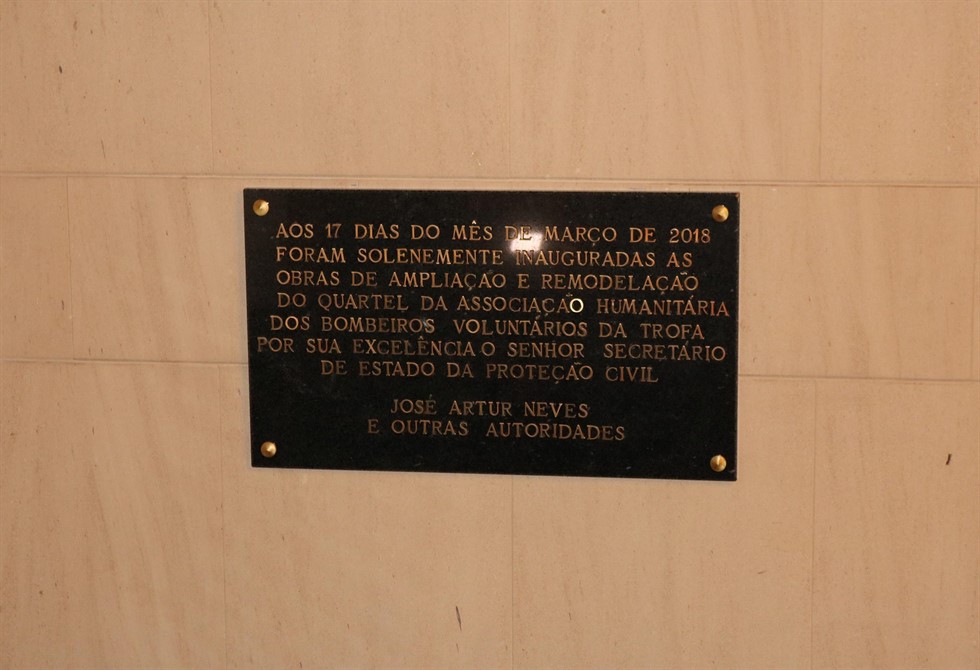 AOS 17 DIAS DO MÊS DE MARÇO DE 2018
FORAM SOLENEMENTE INAUGURADAS AS
OBRAS DE AMPLIAÇÃO E REMODELAÇÃO
DO QUARTEL DA ASSOCIAÇÃO HUMANITÁRIA
DOS BOMBEIROS VOLUNTÁRIOS DA TROFA
POR SUA EXCELÊNCIA O SENHOR SECRETÁRIO
DE ESTADO DA PROTEÇÃO CIVIL
JOSÉ ARTUR NEVES
E OUTRAS AUTORIDADES